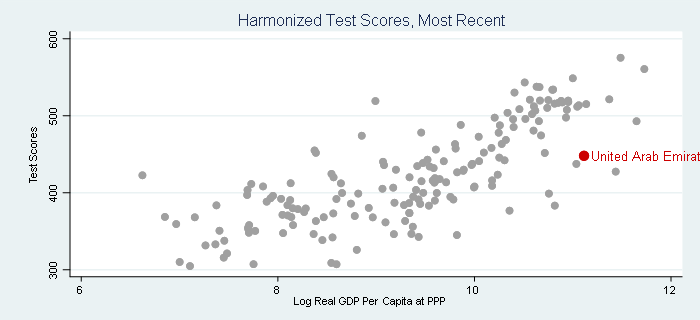 Harmonized Test Scores, Most Recent
600
500
400
300
Test Scores
United Arab Emirat
6
8
10
12
Log Real GDP Per Capita at PPP